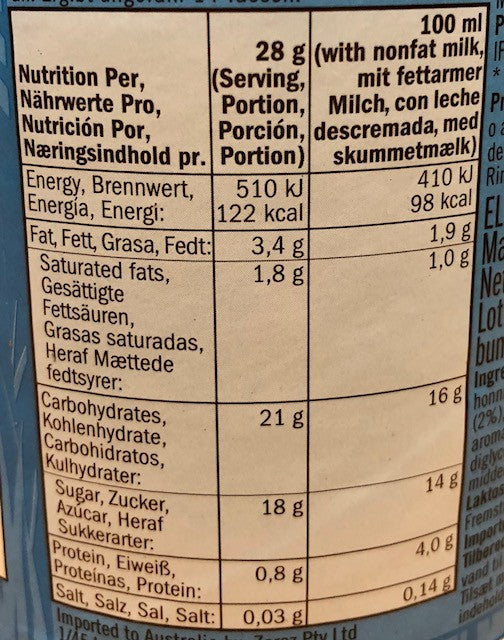 Nutrition Per,
Nährwerte Pro,
Nutrición Por,
Næringsindhold pr.
28 g
(Serving,
Portion,
Porción,
Portion)
100 ml
(with nonfat milk,
mit fettarmer
Milch, con leche
descremada, med
skummetmælk)
Energy, Brennwert,
Energía, Energi:
510 kJ
122 kcal
410 kJ
98 kcal
Fat, Fett, Grasa, Fedt:
3,4 g
1,9 g
Saturated fats,
Gesättigte
Fettsäuren,
Grasas saturadas,
Heraf Mættede
fedtsyrer:
1,8 g
1,0 g
Carbohydrates,
Kohlenhydrate,
Carbohidratos,
Kulhydrater:
21 g
16 g
Sugar, Zucker,
Azúcar, Heraf
Sukkerarter:
18 g
14 g
Protein, Eiweiß,
Proteínas, Protein:
0,8 g
4,0 g
Salt, Salz, Sal, Salt:
0,03 g
0,14 g
Imported to
Pty Ltd